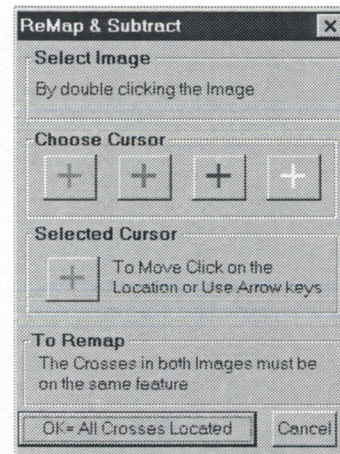 ReMap & Subtract
Select Image
By double clicking the Image
Choose Cursor
Selected Cursor
To Move Click on the
Location or Use Arrow keys
To Remap
The Crosses in both Images must be
on the same feature
OK= All Crosses Located
Cancel